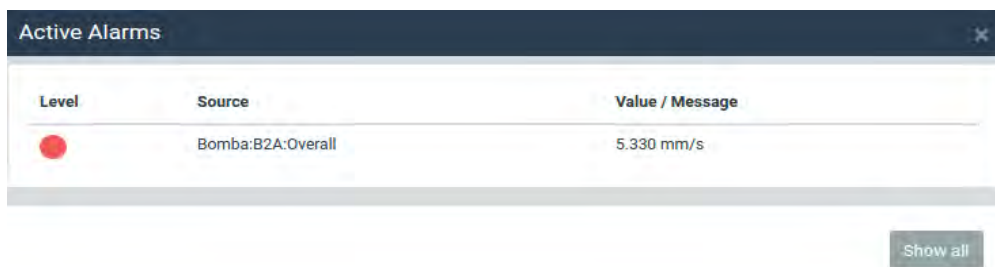 Active Alarms ×
Level Source Value / Message
Bomba:B2A:Overall 5.330 mm/s
Show all